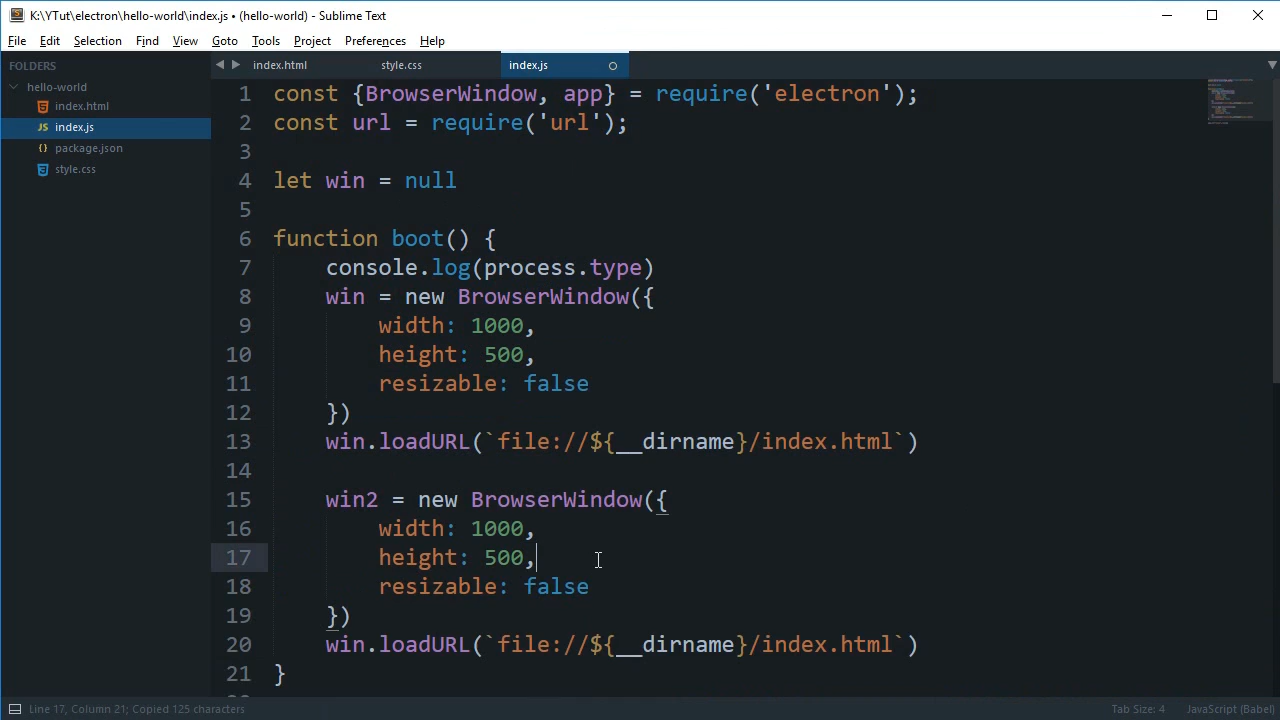 K:\YTut\electron\hello-world\index.js • (hello-world) - Sublime Text
File Edit Selection Find View Goto Tools Project Preferences Help
FOLDERS
hello-world
index.html
index.js
package.json
style.css
index.html style.css index.js
1 const {BrowserWindow, app} = require('electron');
2 const url = require('url');
3
4 let win = null
5
6 function boot() {
7     console.log(process.type)
8     win = new BrowserWindow({
9         width: 1000,
10         height: 500,
11         resizable: false
12     })
13     win.loadURL(`file://${__dirname}/index.html`)
14
15     win2 = new BrowserWindow({
16         width: 1000,
17         height: 500,
18         resizable: false
19     })
20     win.loadURL(`file://${__dirname}/index.html`)
21 }
Line 17, Column 21; Copied 125 characters Tab Size: 4 JavaScript (Babel)